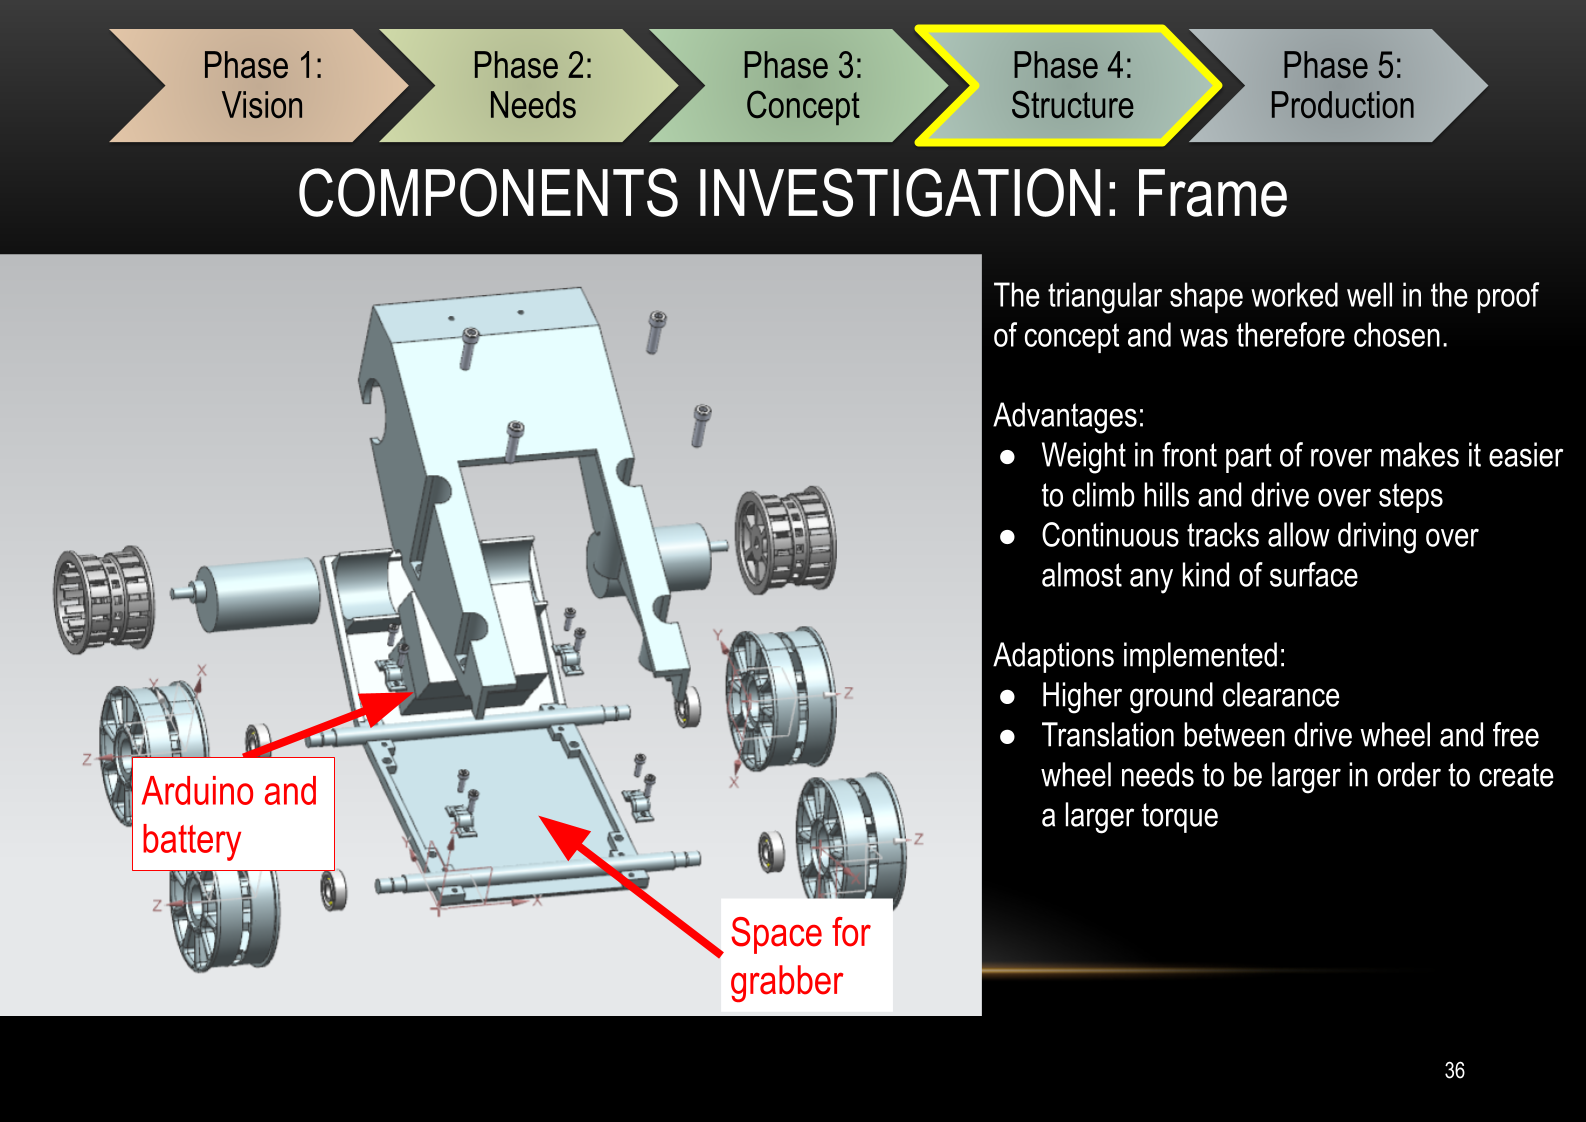 Phase 1:
Vision
Phase 2:
Needs
Phase 3:
Concept
Phase 4:
Structure
Phase 5:
Production
COMPONENTS INVESTIGATION: Frame
The triangular shape worked well in the proof
of concept and was therefore chosen.
Advantages:
● Weight in front part of rover makes it easier
to climb hills and drive over steps
● Continuous tracks allow driving over
almost any kind of surface
Adaptions implemented:
● Higher ground clearance
● Translation between drive wheel and free
wheel needs to be larger in order to create
a larger torque
Arduino and
battery
Space for
grabber
X
Y
Z
Z
Y
Z
X
Z
Y
X
36